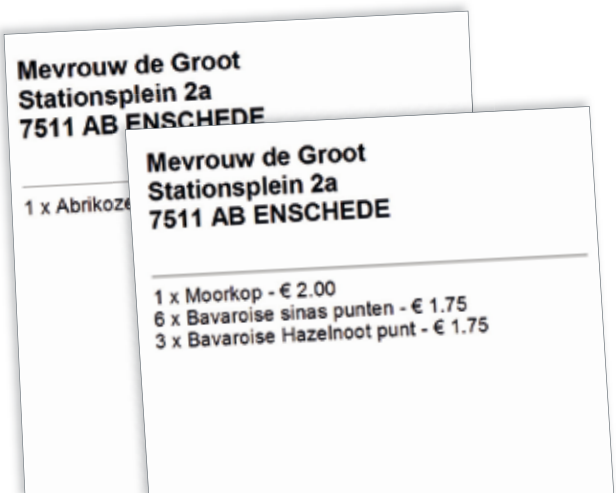 Mevrouw de Groot
Stationsplein 2a
7511 AB ENSCHEDE
1 x Abrikoze
Mevrouw de Groot
Stationsplein 2a
7511 AB ENSCHEDE
1 x Moorkop - € 2.00
6 x Bavaroise sinas punten - € 1.75
3 x Bavaroise Hazelnoot punt - € 1.75